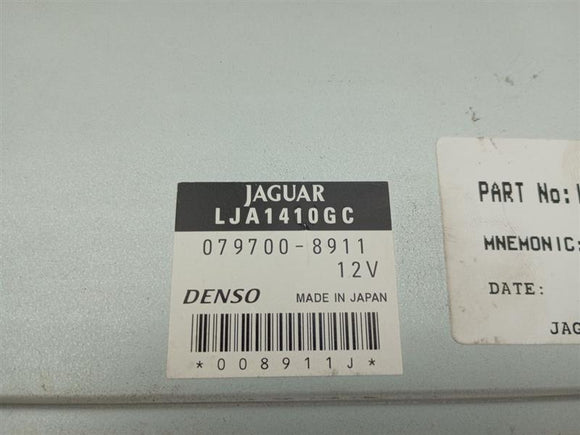 JAGUAR
LJA1410GC
079700-8911
12V
DENSO MADE IN JAPAN
*008911J*
PART No:
MNEMONIC:
DATE:
JAG